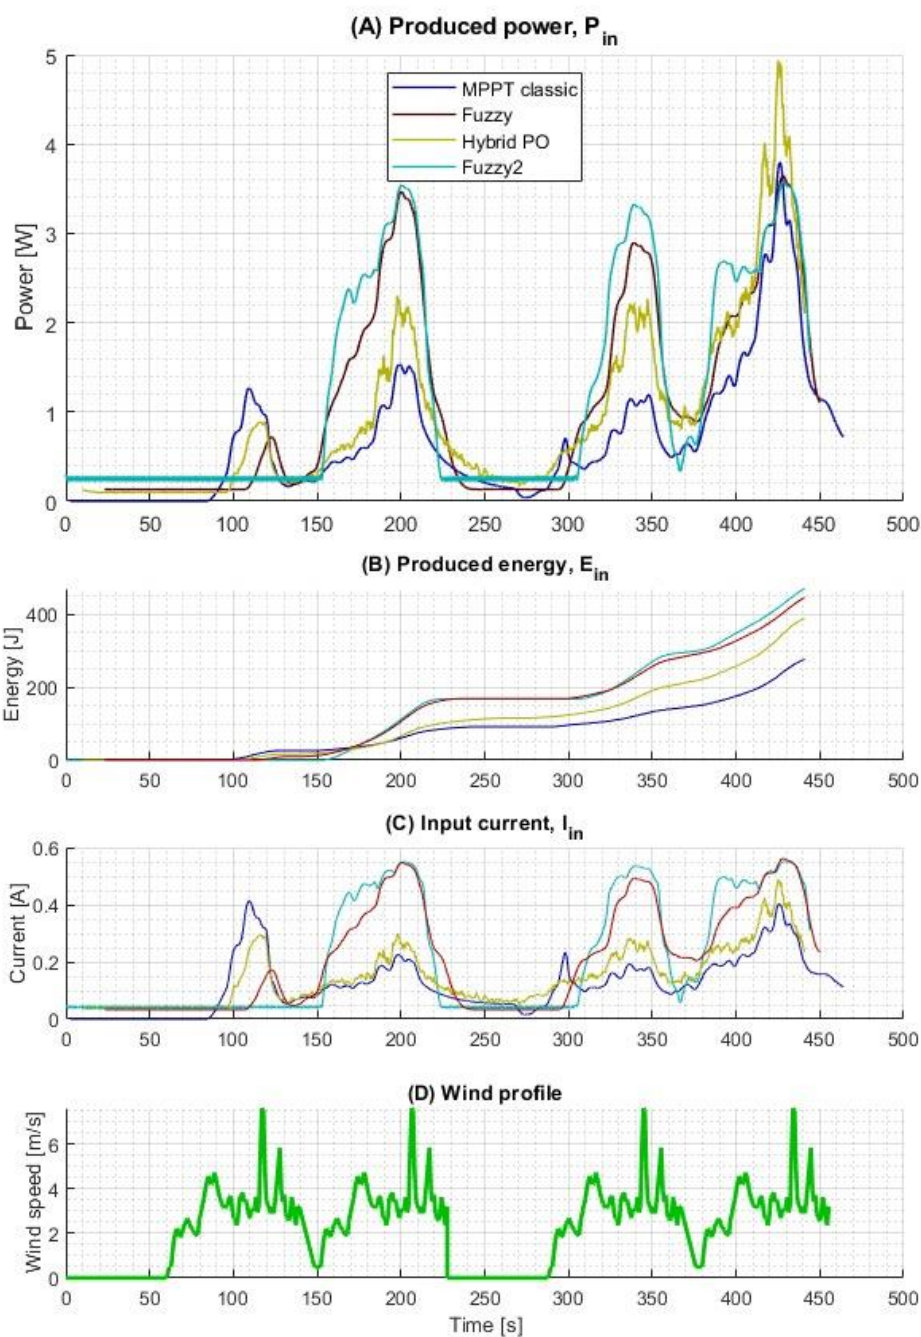 (A) Produced power, P_in
Power [W]
5
4
3
2
1
0
MPPT classic
Fuzzy
Hybrid PO
Fuzzy2
0 50 100 150 200 250 300 350 400 450 500
(B) Produced energy, E_in
Energy [J]
400
200
0
0 50 100 150 200 250 300 350 400 450 500
(C) Input current, I_in
Current [A]
0.6
0.4
0.2
0
0 50 100 150 200 250 300 350 400 450 500
(D) Wind profile
Wind speed [m/s]
6
4
2
0
0 50 100 150 200 250 300 350 400 450 500
Time [s]